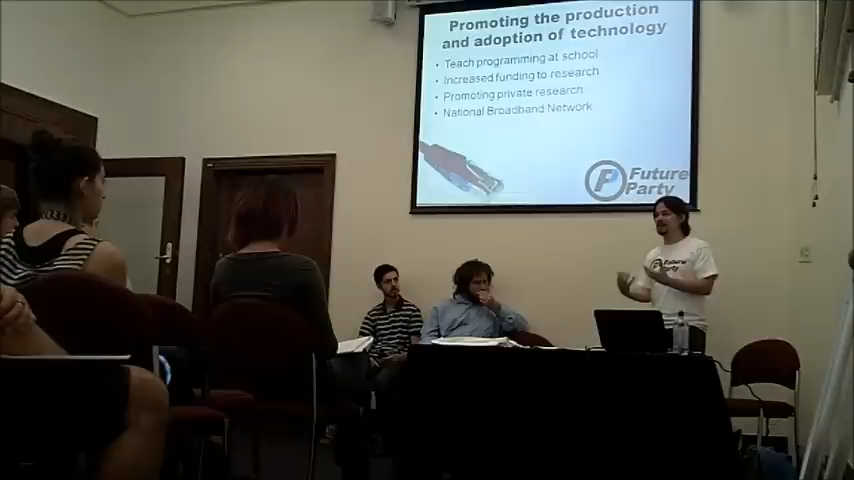 Promoting the production
and adoption of technology
• Teach programming at school
• Increased funding to research
• Promoting private research
• National Broadband Network
F Future
Party
Future